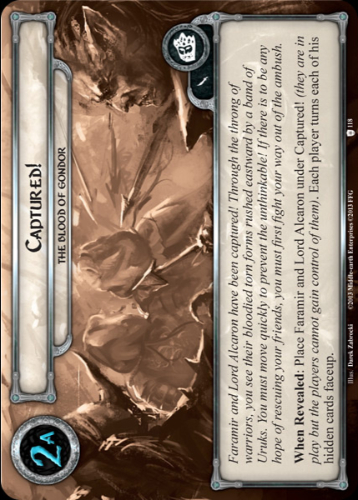 2A
CAPTURED!
THE BLOOD OF GONDOR
Faramir and Lord Alcaron have been captured! Through the throng of
warriors, you see their bloodied torn forms rushed eastward by a band of
Uruks. You must move quickly to prevent the unthinkable! If there is to be
any hope of rescuing your friends, you must first fight your way out of the ambush.
When Revealed: Place Faramir and Lord Alcaron under Captured! (they are in
play but the players cannot gain control of them). Each player turns each of his
hidden cards faceup.
Illus. Darek Zabrocki ©2013 Middle-earth Enterprises ©2013 FFG 118